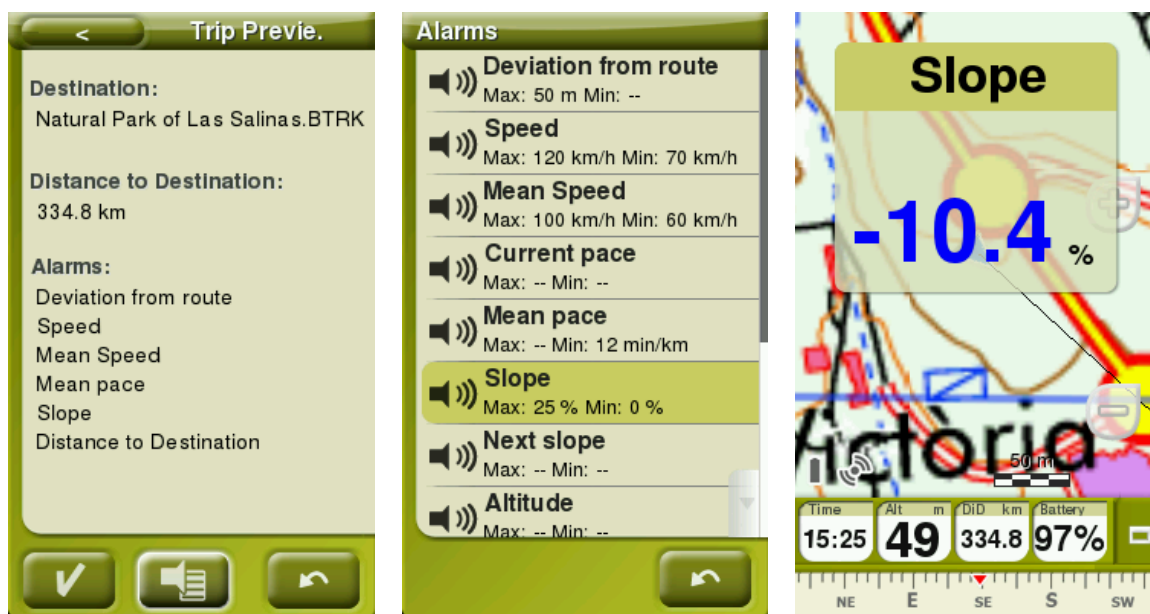 <
Trip Previe.
Destination:
Natural Park of Las Salinas.BTRK
Distance to Destination:
334.8 km
Alarms:
Deviation from route
Speed
Mean Speed
Mean pace
Slope
Distance to Destination
Alarms
Deviation from route
Max: 50 m Min: --
Speed
Max: 120 km/h Min: 70 km/h
Mean Speed
Max: 100 km/h Min: 60 km/h
Current pace
Max: -- Min: --
Mean pace
Max: -- Min: 12 min/km
Slope
Max: 25 % Min: 0 %
Next slope
Max: -- Min: --
Altitude
Max: -- Min: --
Slope
-10.4 %
Victoria
50 m
Time
15:25
Alt m
49
DiD km
334.8
Battery
97%
NE E SE S SW